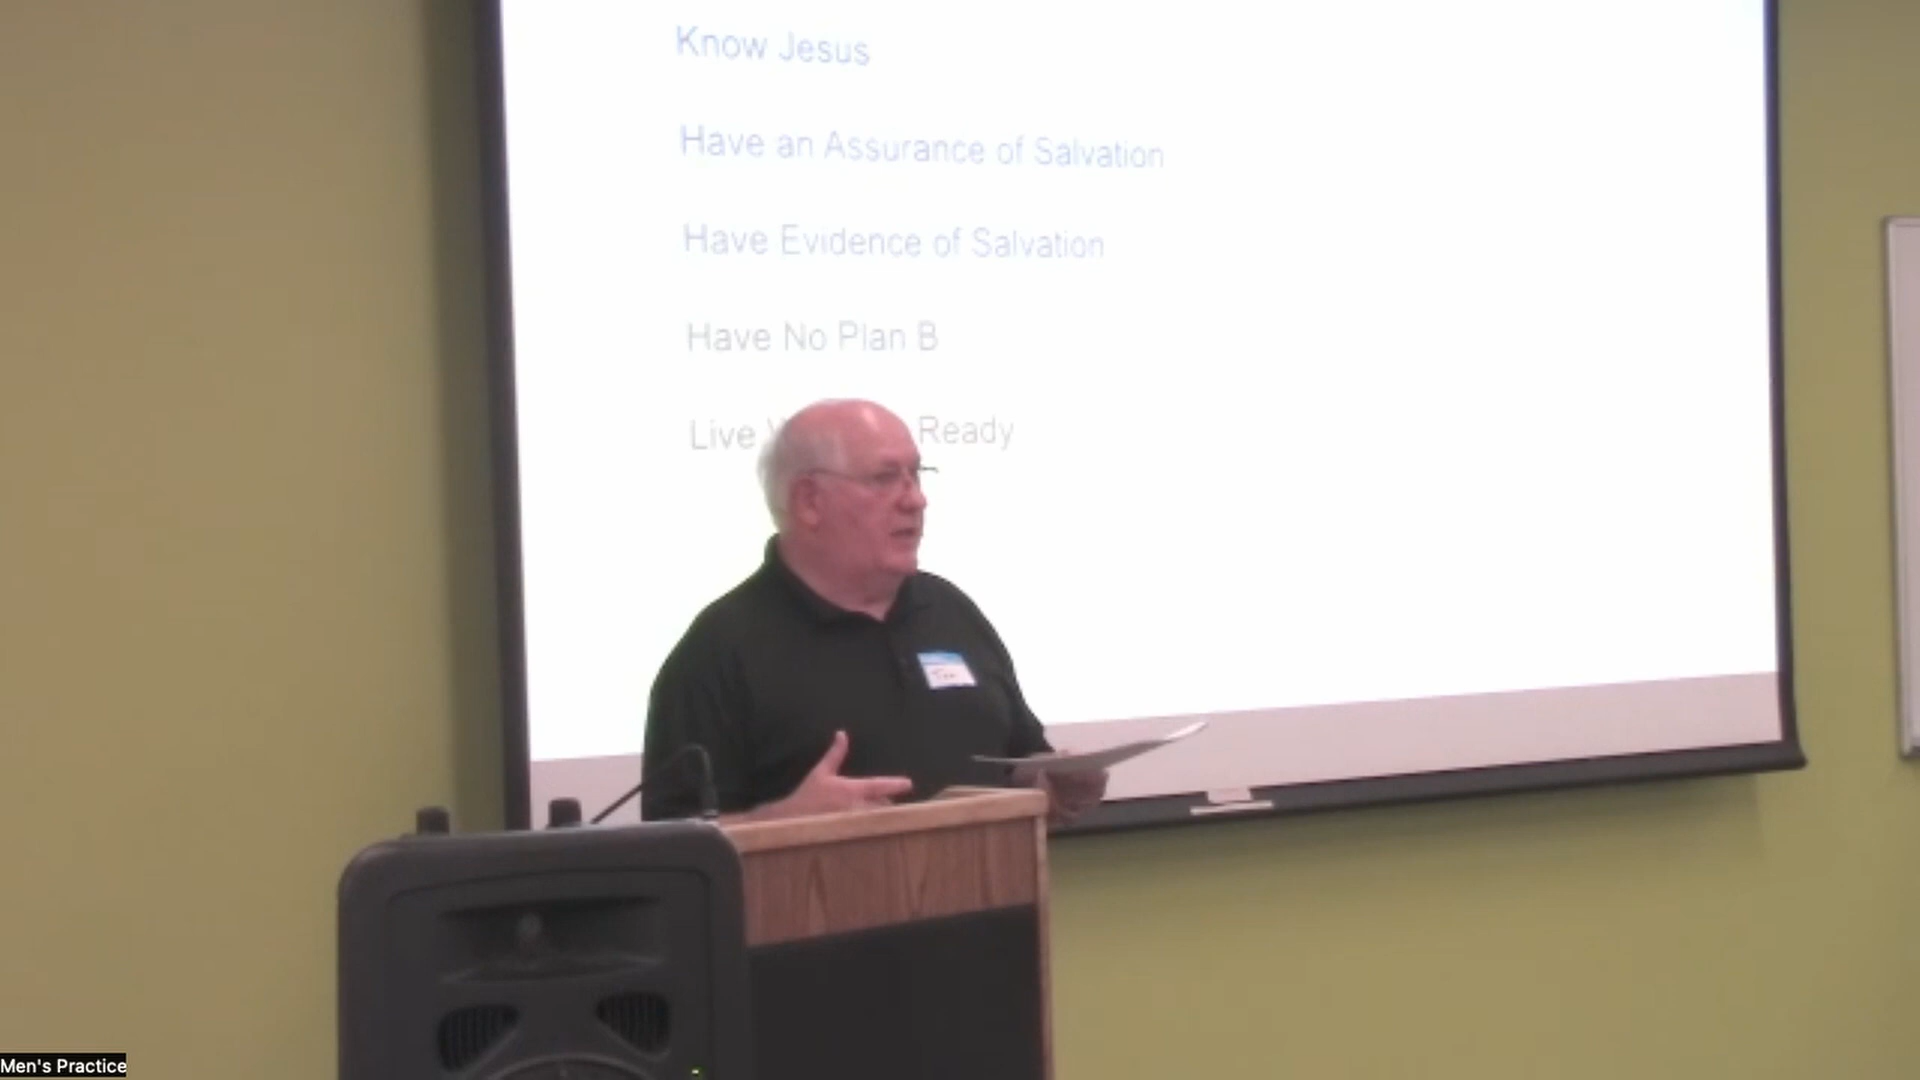 Know Jesus
Have an Assurance of Salvation
Have Evidence of Salvation
Have No Plan B
Live Ready
Men's Practice